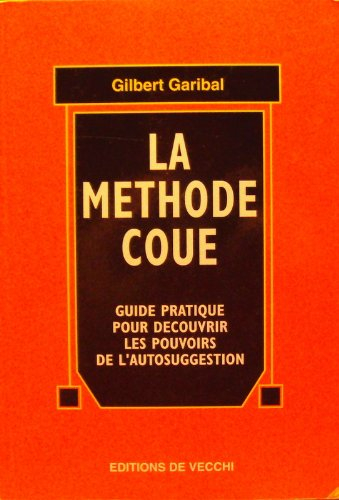 Gilbert Garibal
LA
METHODE
COUE
GUIDE PRATIQUE
POUR DECOUVRIR
LES POUVOIRS
DE L'AUTOSUGGESTION
EDITIONS DE VECCHI